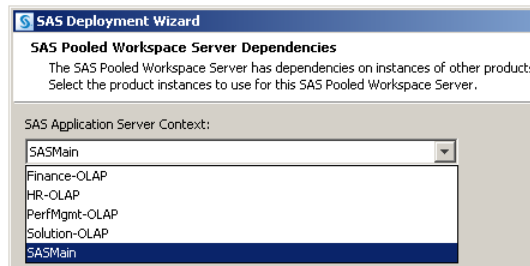 SAS Deployment Wizard
SAS Pooled Workspace Server Dependencies
The SAS Pooled Workspace Server has dependencies on instances of other products
Select the product instances to use for this SAS Pooled Workspace Server.
SAS Application Server Context:
SASMain
Finance-OLAP
HR-OLAP
PerfMgmt-OLAP
Solution-OLAP
SASMain